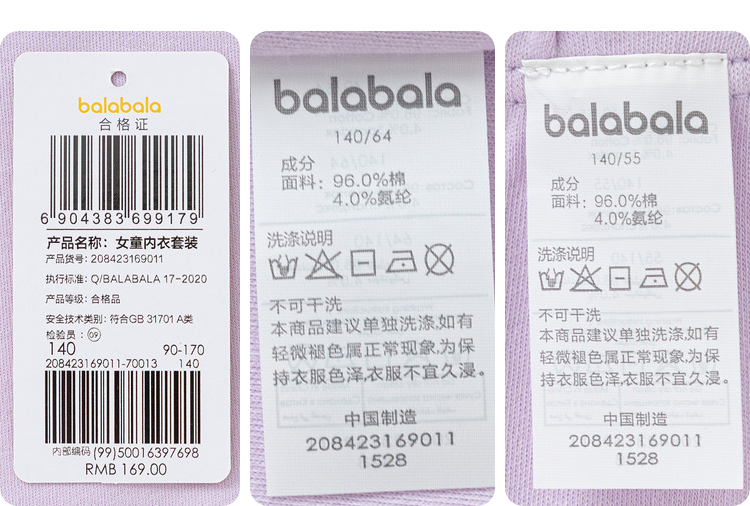 balabala
合格证
6 904383 699179
产品名称：女童内衣套装
产品货号：208423169011
执行标准：Q/BALABALA 17-2020
产品等级：合格品
安全技术类别：符合GB 31701 A类
检验员：09
140 90-170
208423169011-70013 140
内部编码 (99)50016397698
RMB 169.00
balabala
140/64
成分
面料：96.0%棉
4.0%氨纶
洗涤说明
不可干洗
本商品建议单独洗涤,如有
轻微褪色属正常现象,为保
持衣服色泽,衣服不宜久浸。
中国制造
208423169011
1528
balabala
140/55
成分
面料：96.0%棉
4.0%氨纶
洗涤说明
不可干洗
本商品建议单独洗涤,如有
轻微褪色属正常现象,为保
持衣服色泽,衣服不宜久浸。
中国制造
208423169011
1528